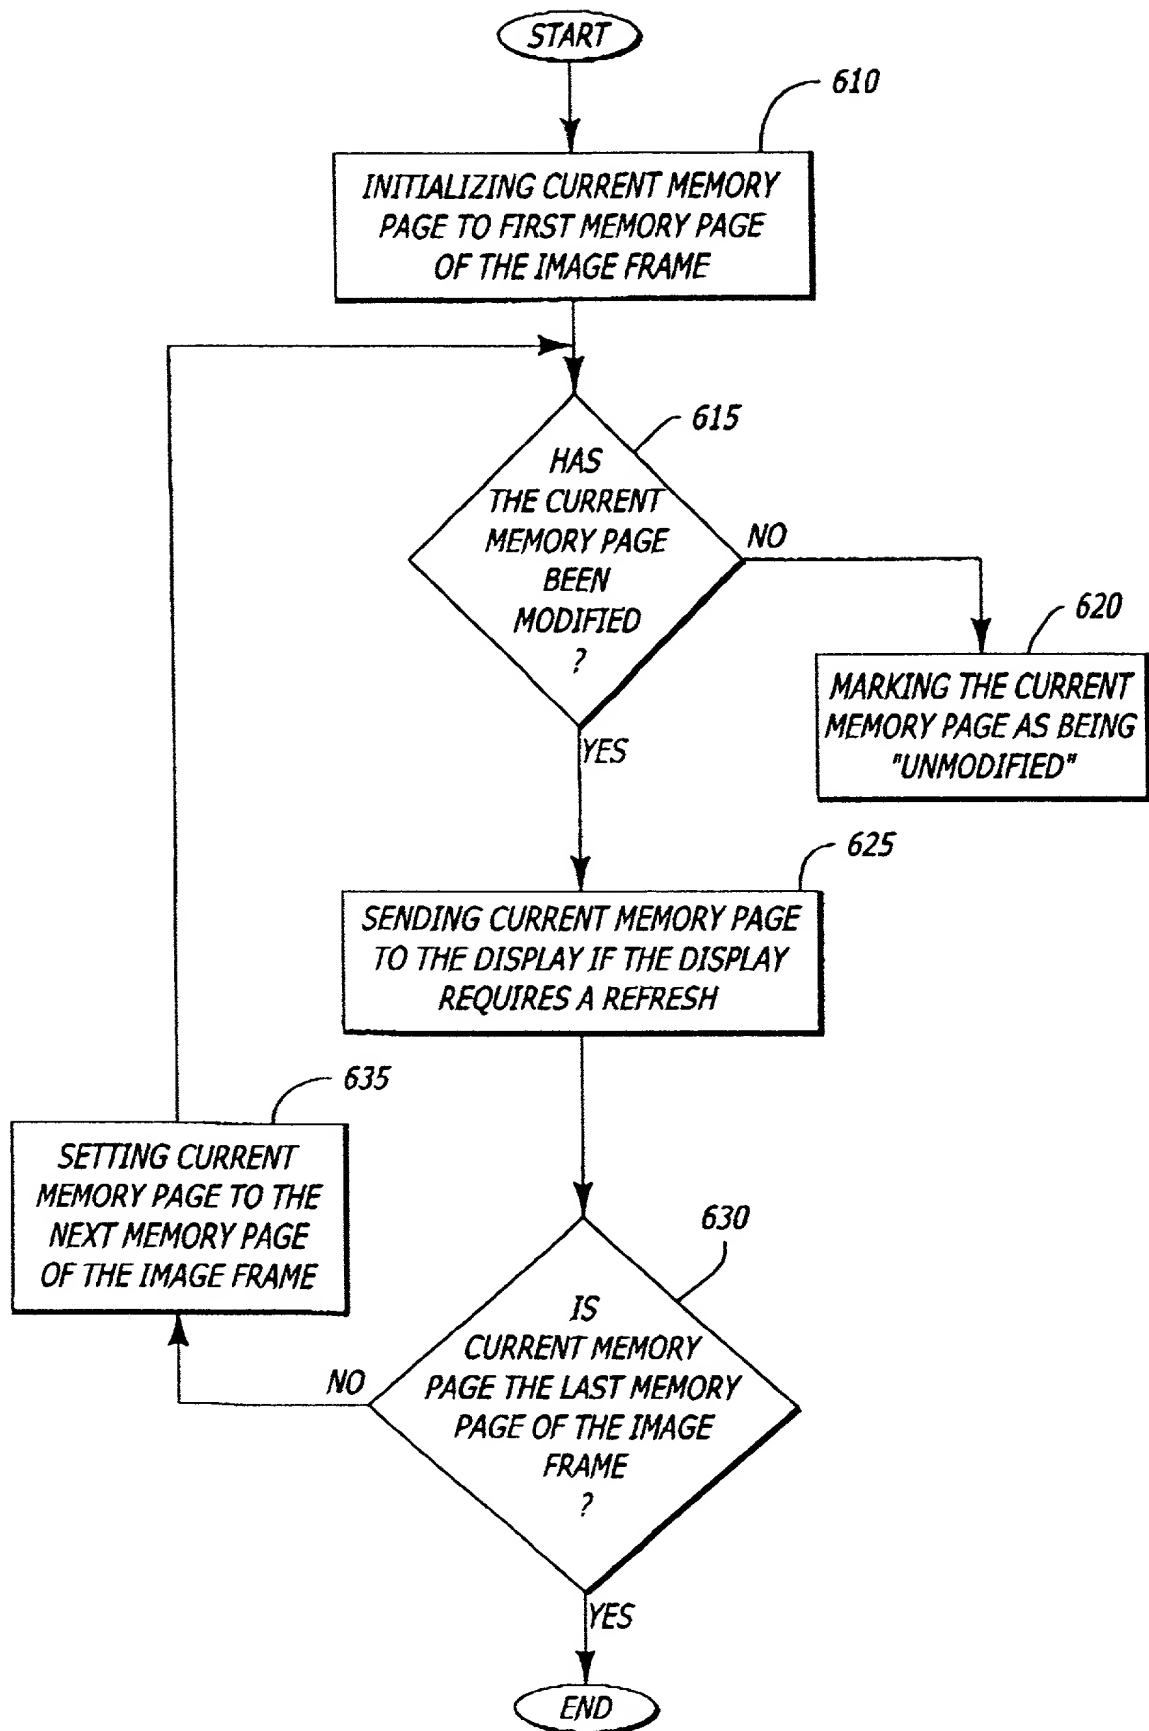 START
610
INITIALIZING CURRENT MEMORY
PAGE TO FIRST MEMORY PAGE
OF THE IMAGE FRAME
615
HAS
THE CURRENT
MEMORY PAGE
BEEN
MODIFIED
?
NO
620
MARKING THE CURRENT
MEMORY PAGE AS BEING
"UNMODIFIED"
YES
625
SENDING CURRENT MEMORY PAGE
TO THE DISPLAY IF THE DISPLAY
REQUIRES A REFRESH
635
SETTING CURRENT
MEMORY PAGE TO THE
NEXT MEMORY PAGE
OF THE IMAGE FRAME
630
IS
CURRENT MEMORY
PAGE THE LAST MEMORY
PAGE OF THE IMAGE
FRAME
?
NO
YES
END